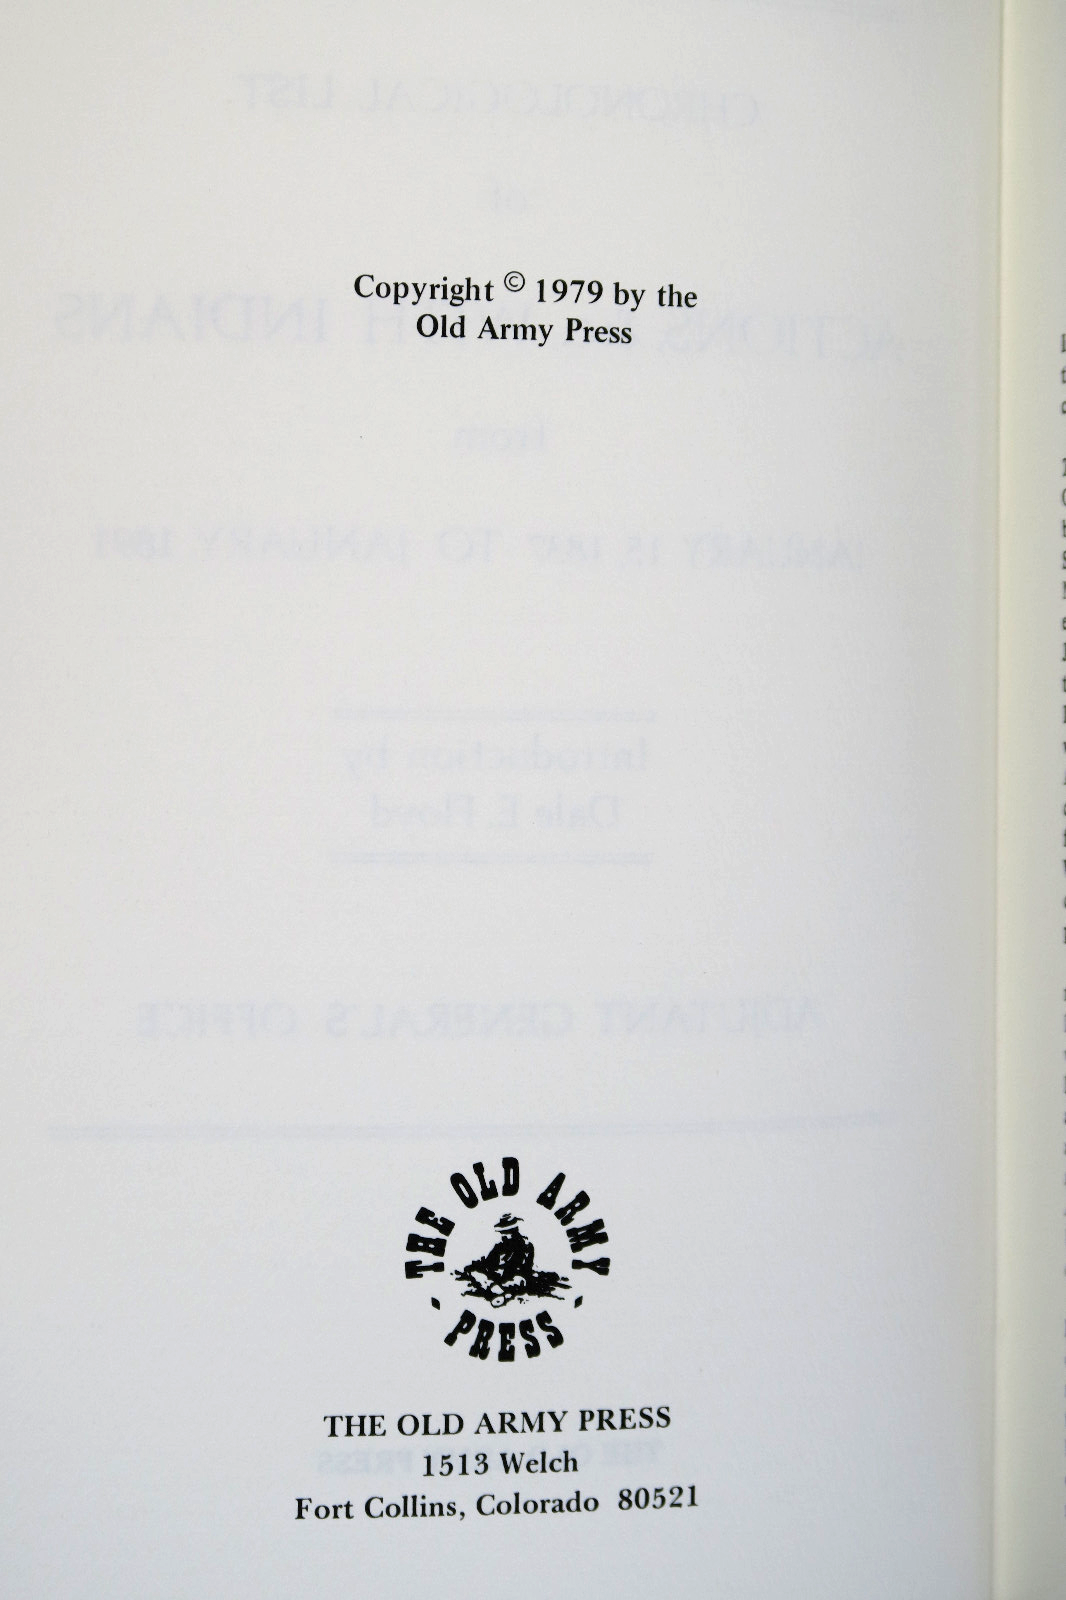 Copyright © 1979 by the
Old Army Press
THE OLD ARMY
PRESS
THE OLD ARMY PRESS
1513 Welch
Fort Collins, Colorado 80521